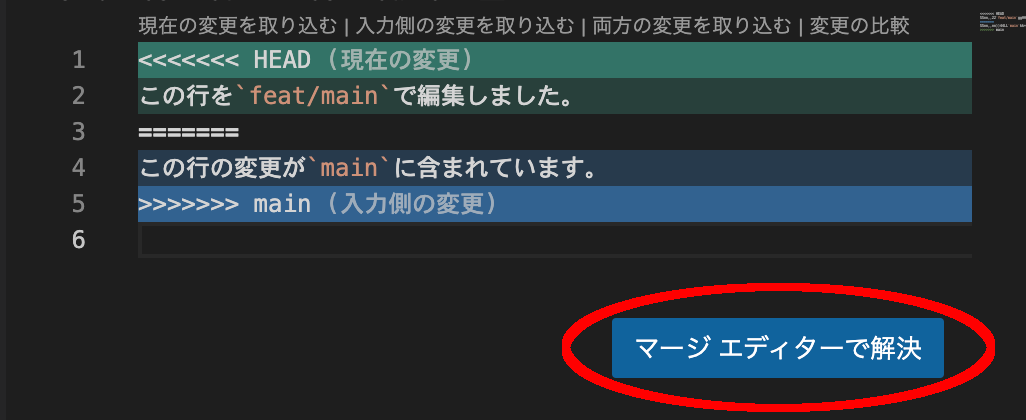 現在の変更を取り込む | 入力側の変更を取り込む | 両方の変更を取り込む | 変更の比較
1 <<<<<<< HEAD (現在の変更)
2 この行を`feat/main`で編集しました。
3 =======
4 この行の変更が`main`に含まれています。
5 >>>>>>> main (入力側の変更)
6
マージ エディターで解決